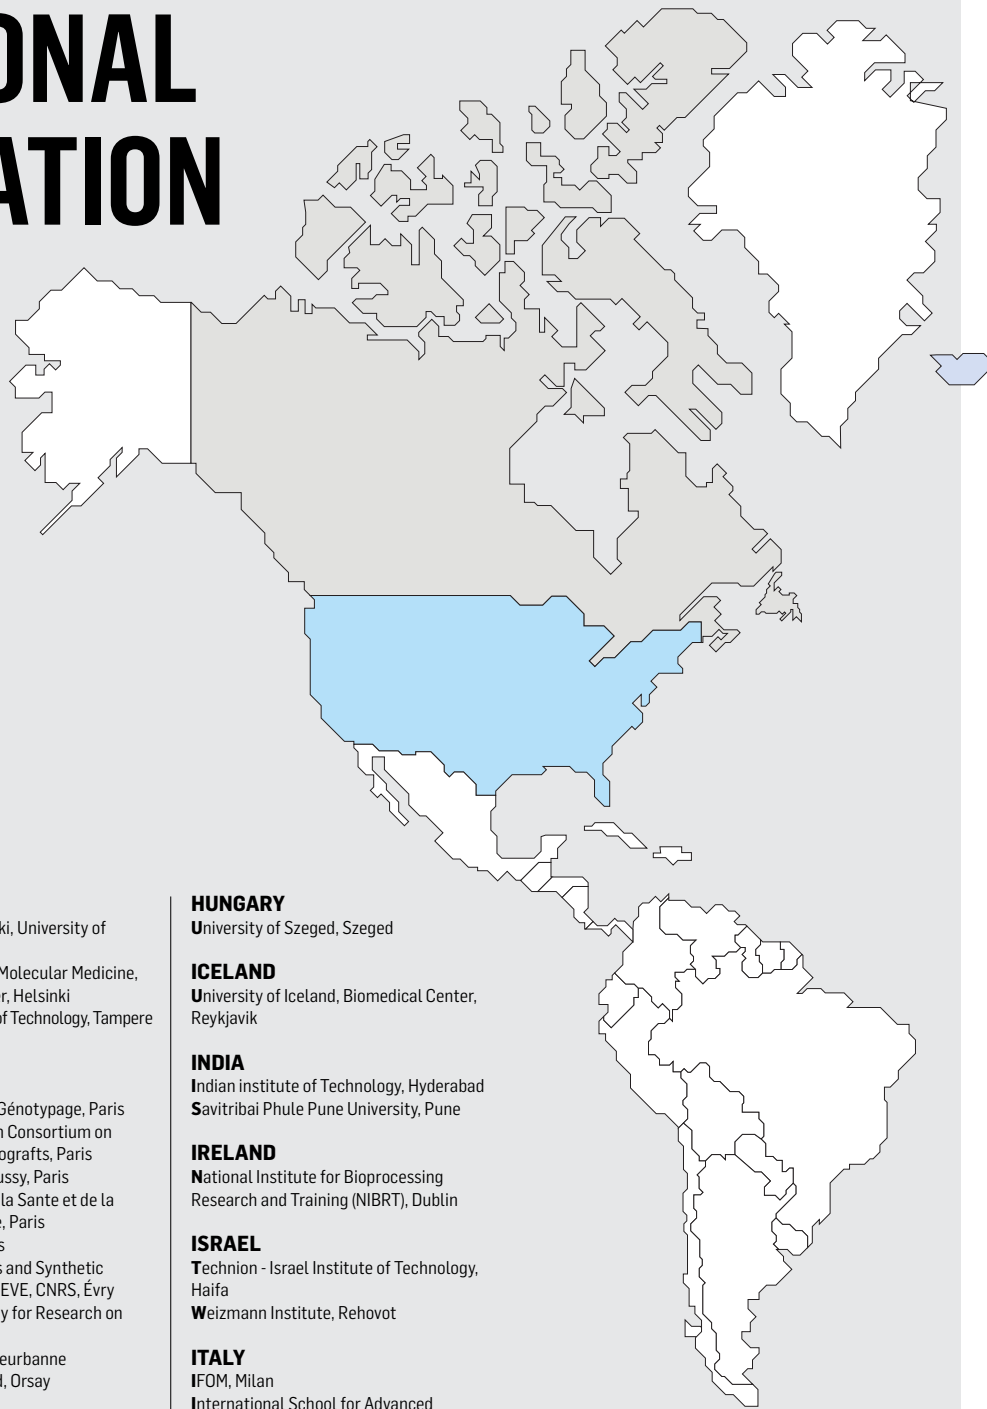 ONAL
ATION
ki, University of
Molecular Medicine,
r, Helsinki
of Technology, Tampere
Génotypage, Paris
n Consortium on
ografts, Paris
ussy, Paris
la Sante et de la
e, Paris
s
s and Synthetic
EVE, CNRS, Évry
y for Research on
eurbanne
d, Orsay
HUNGARY
University of Szeged, Szeged
ICELAND
University of Iceland, Biomedical Center,
Reykjavik
INDIA
Indian institute of Technology, Hyderabad
Savitribai Phule Pune University, Pune
IRELAND
National Institute for Bioprocessing
Research and Training (NIBRT), Dublin
ISRAEL
Technion - Israel Institute of Technology,
Haifa
Weizmann Institute, Rehovot
ITALY
IFOM, Milan
International School for Advanced